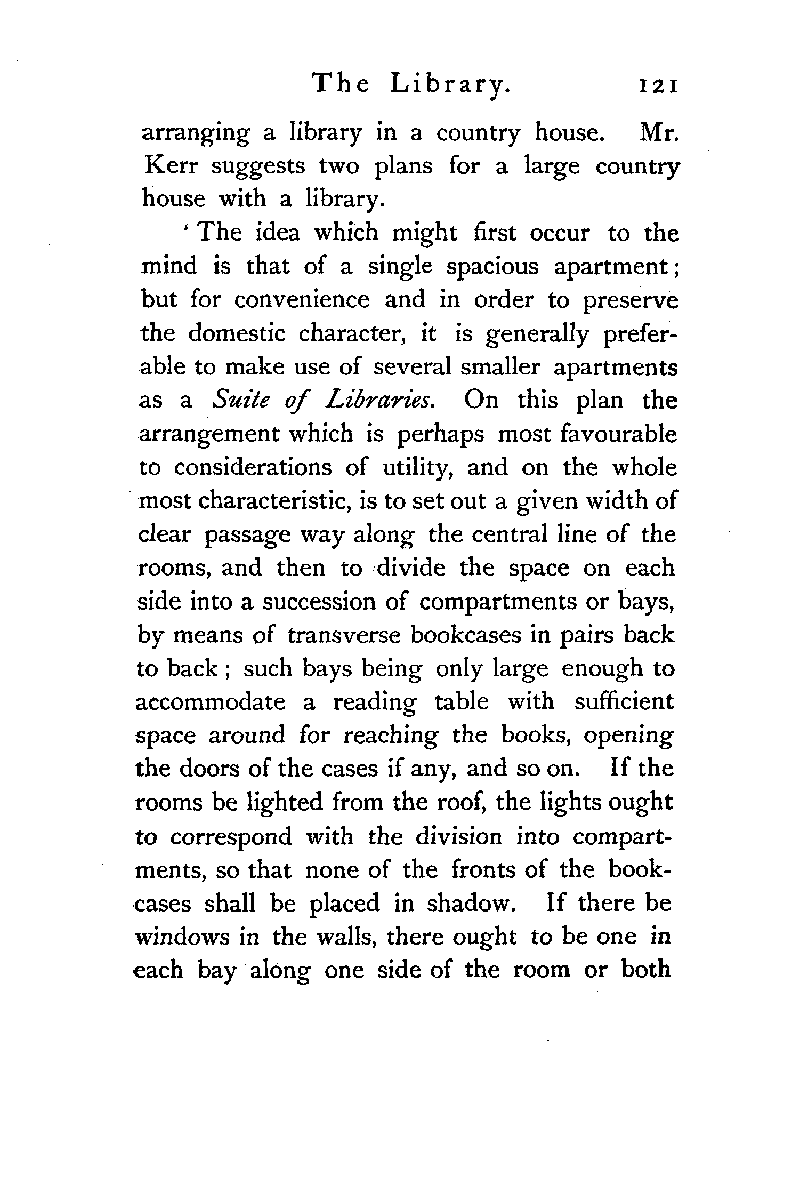 The Library. 121
arranging a library in a country house. Mr.
Kerr suggests two plans for a large country
house with a library.
‘ The idea which might first occur to the
mind is that of a single spacious apartment ;
but for convenience and in order to preserve
the domestic character, it is generally prefer-
able to make use of several smaller apartments
as a Suite of Libraries. On this plan the
arrangement which is perhaps most favourable
to considerations of utility, and on the whole
most characteristic, is to set out a given width of
clear passage way along the central line of the
rooms, and then to divide the space on each
side into a succession of compartments or bays,
by means of transverse bookcases in pairs back
to back ; such bays being only large enough to
accommodate a reading table with sufficient
space around for reaching the books, opening
the doors of the cases if any, and so on. If the
rooms be lighted from the roof, the lights ought
to correspond with the division into compart-
ments, so that none of the fronts of the book-
cases shall be placed in shadow. If there be
windows in the walls, there ought to be one in
each bay along one side of the room or both